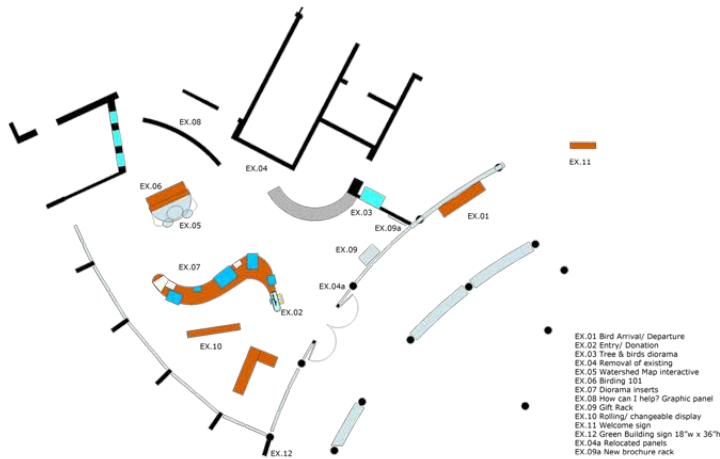 EX.08
EX.04
EX.11
EX.06
EX.03
EX.01
EX.05
EX.09a
EX.09
EX.07
EX.04a
EX.02
EX.10
EX.12
EX.01 Bird Arrival/ Departure
EX.02 Entry/ Donation
EX.03 Tree & birds diorama
EX.04 Removal of existing
EX.05 Watershed Map interactive
EX.06 Birding 101
EX.07 Diorama inserts
EX.08 How can I help? Graphic panel
EX.09 Gift Rack
EX.10 Rolling/ changeable display
EX.11 Welcome sign
EX.12 Green Building sign 18"w x 36"h
EX.04a Relocated panels
EX.09a New brochure rack